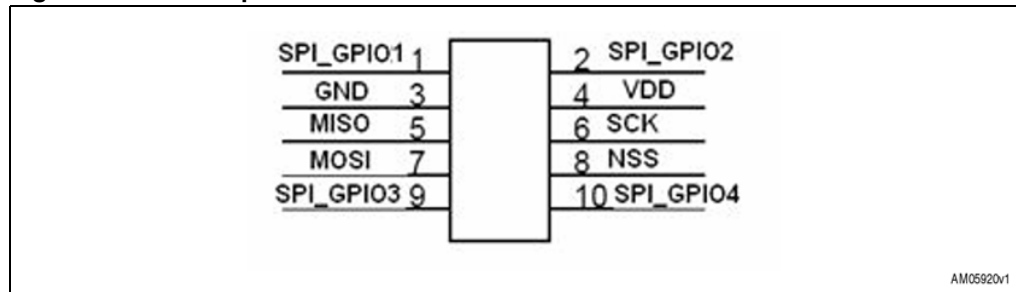 SPI_GPIO1 1 2 SPI_GPIO2
GND 3 4 VDD
MISO 5 6 SCK
MOSI 7 8 NSS
SPI_GPIO3 9 10 SPI_GPIO4
AM05920v1